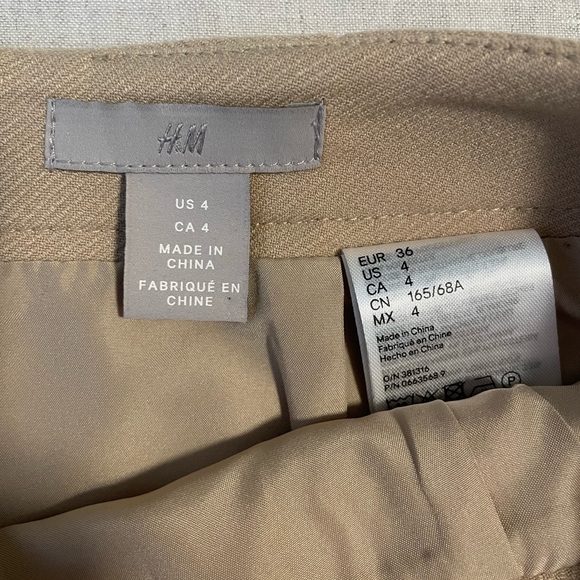 H&M
US 4
CA 4
MADE IN
CHINA
FABRIQUÉ EN
CHINE
EUR 36
US 4
CA 4
CN 165/68A
MX 4
Made in China
Fabriqué en Chine
Hecho en China
O/N 381316
P/N 0663568 9
P